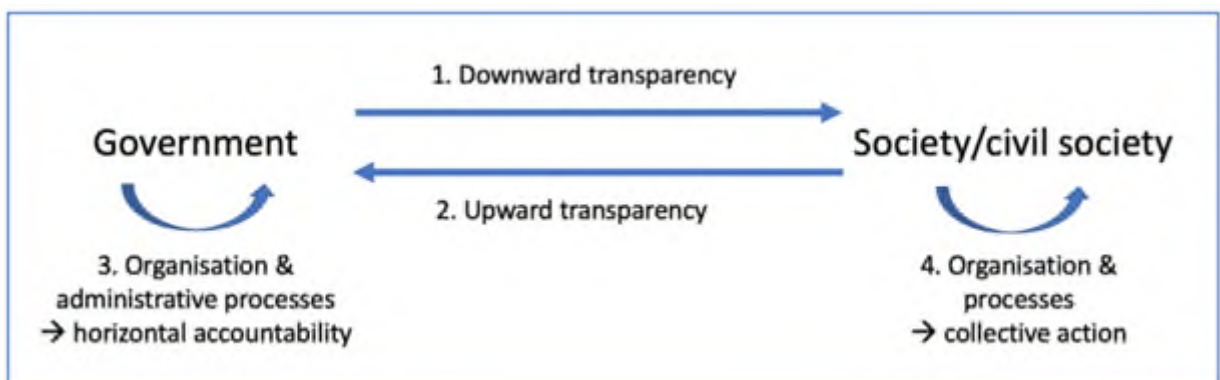 1. Downward transparency
Government
Society/civil society
2. Upward transparency
3. Organisation &
administrative processes
→ horizontal accountability
4. Organisation &
processes
→ collective action